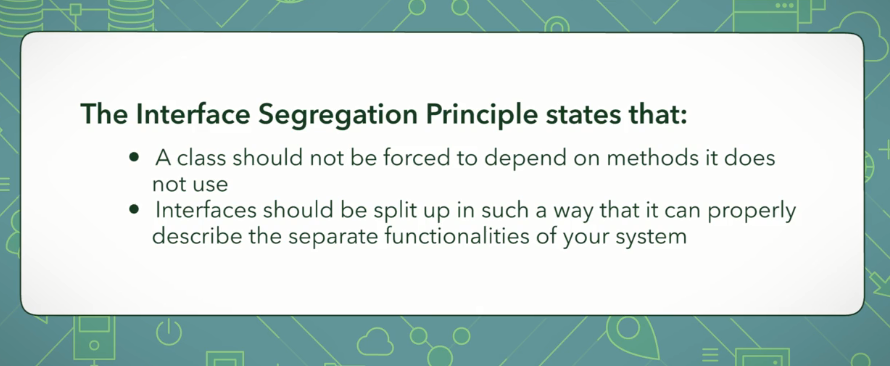 The Interface Segregation Principle states that:
• A class should not be forced to depend on methods it does
not use
• Interfaces should be split up in such a way that it can properly
describe the separate functionalities of your system